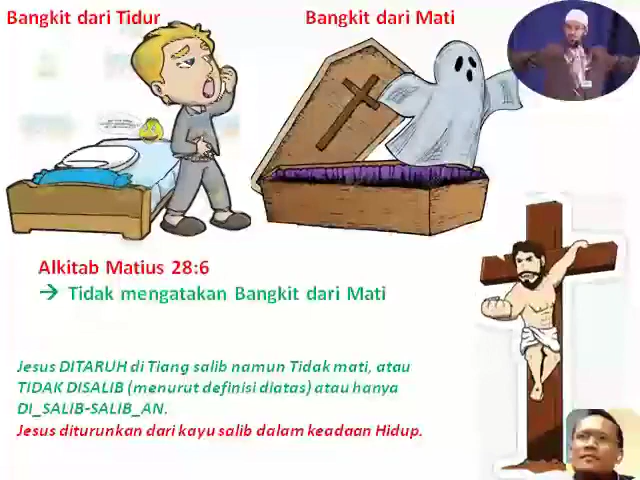 Bangkit dari Tidur
Bangkit dari Mati
Alkitab Matius 28:6
→ Tidak mengatakan Bangkit dari Mati
Jesus DITARUH di Tiang salib namun Tidak mati, atau
TIDAK DISALIB (menurut definisi diatas) atau hanya
DI_SALIB-SALIB_AN.
Jesus diturunkan dari kayu salib dalam keadaan Hidup.